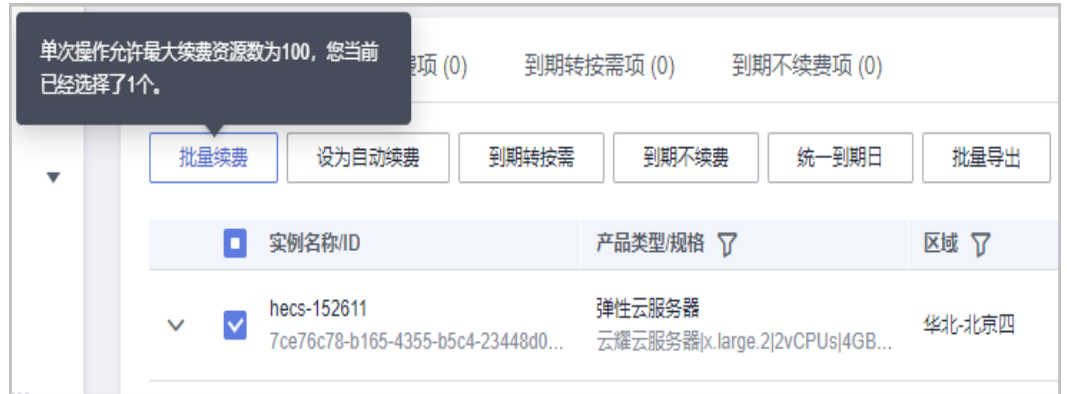 单次操作允许最大续费资源数为100，您当前
已经选择了1个。
项 (0)
到期转按需项 (0)
到期不续费项 (0)
批量续费
设为自动续费
到期转按需
到期不续费
统一到期日
批量导出
实例名称/ID
产品类型/规格
区域
hecs-152611
弹性云服务器
华北-北京四
7ce76c78-b165-4355-b5c4-23448d0...
云耀云服务器|x.large.2|2vCPUs|4GB...